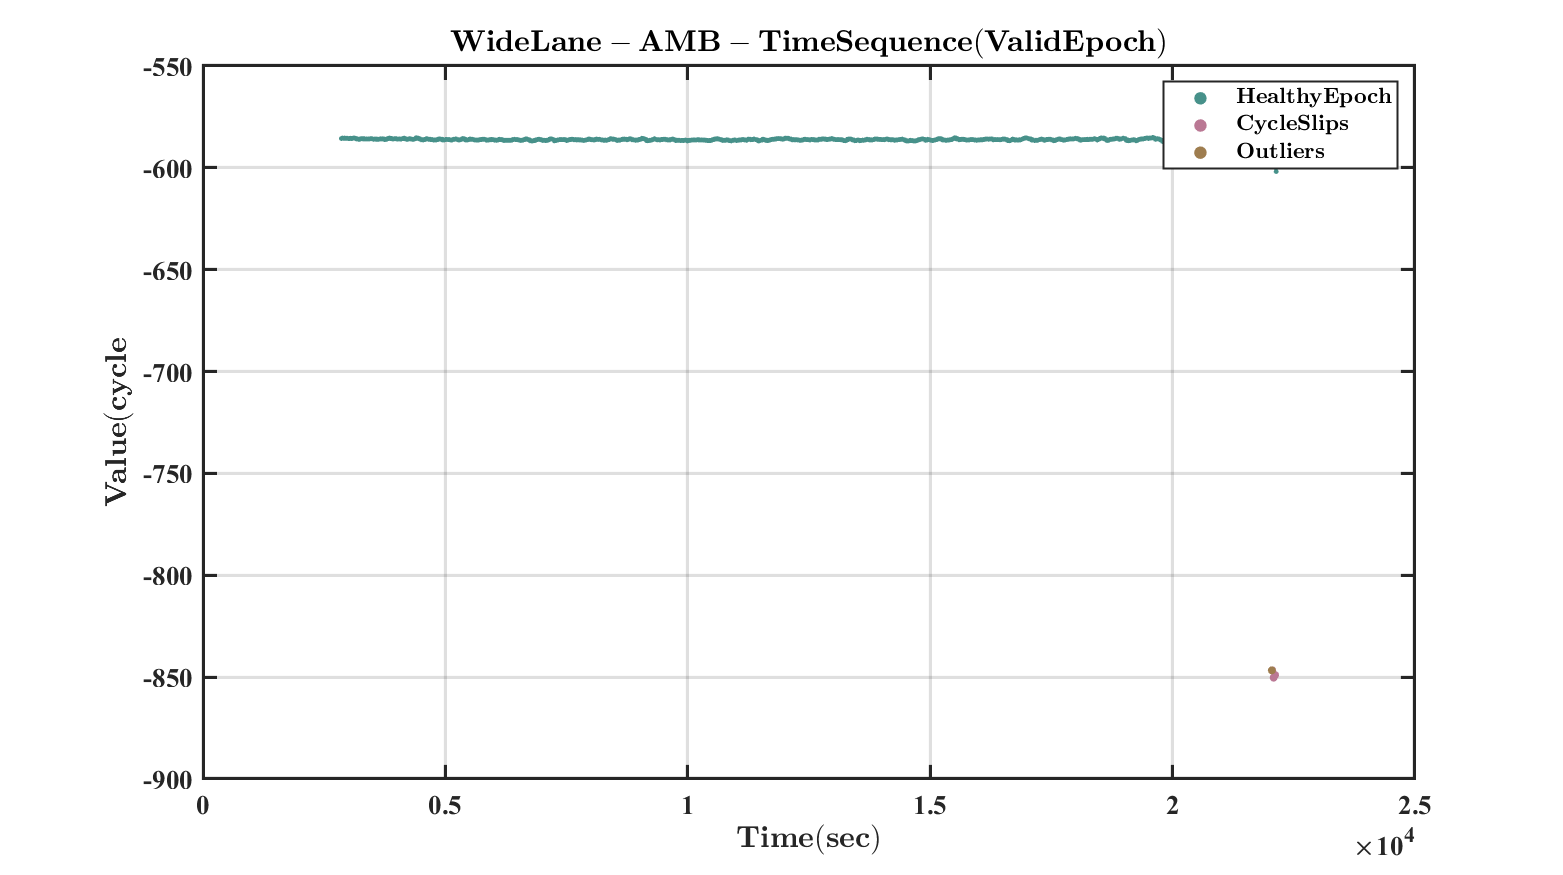 WideLane − AMB − TimeSequence(ValidEpoch)
-550
-600
-650
-700
-750
-800
-850
-900
Value(cycle
HealthyEpoch
CycleSlips
Outliers
0 0.5 1 1.5 2 2.5
Time(sec)
×10⁴